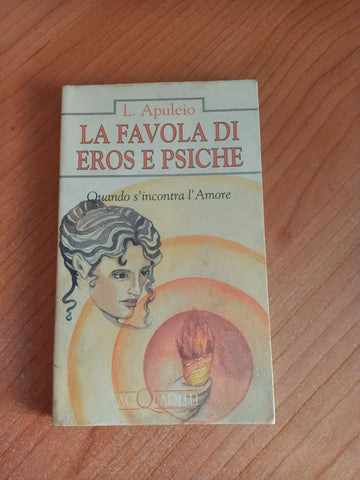 L. Apuleio
LA FAVOLA DI
EROS E PSICHE
Quando s'incontra l'Amore